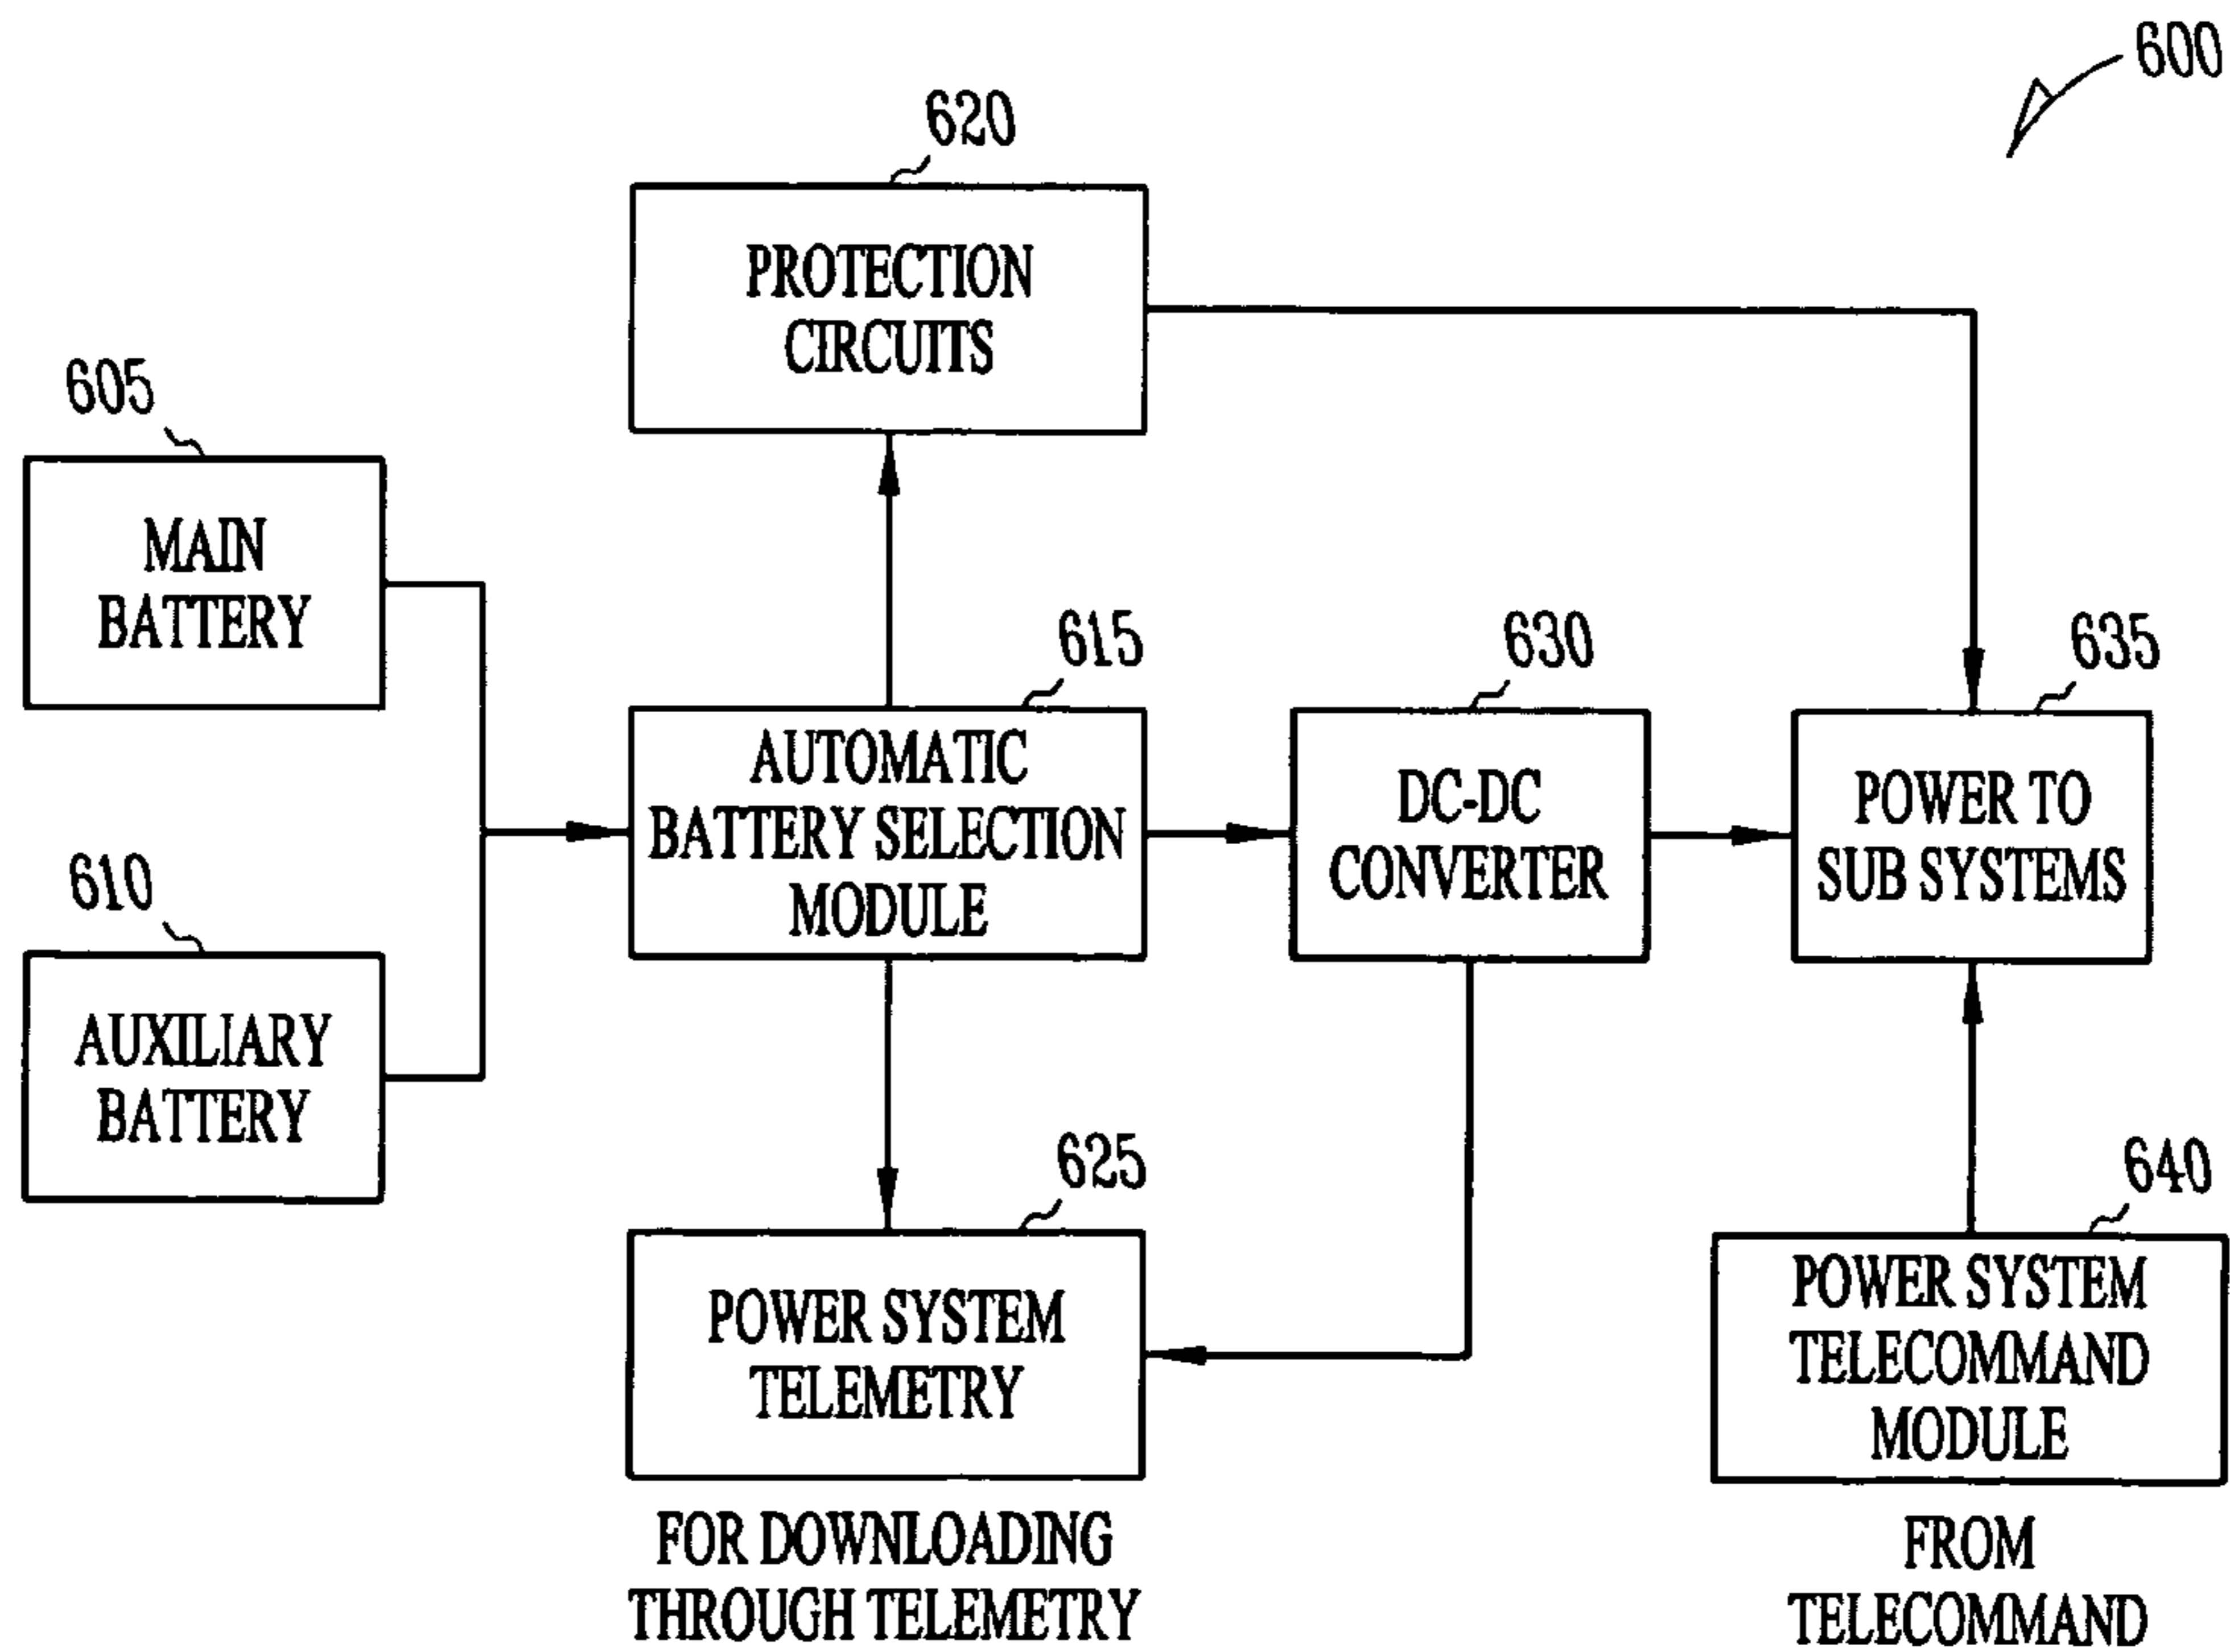 600
620
PROTECTION
CIRCUITS
605
MAIN
BATTERY
615
AUTOMATIC
BATTERY SELECTION
MODULE
630
DC-DC
CONVERTER
635
POWER TO
SUB SYSTEMS
610
AUXILIARY
BATTERY
625
POWER SYSTEM
TELEMETRY
FOR DOWNLOADING
THROUGH TELEMETRY
640
POWER SYSTEM
TELECOMMAND
MODULE
FROM
TELECOMMAND